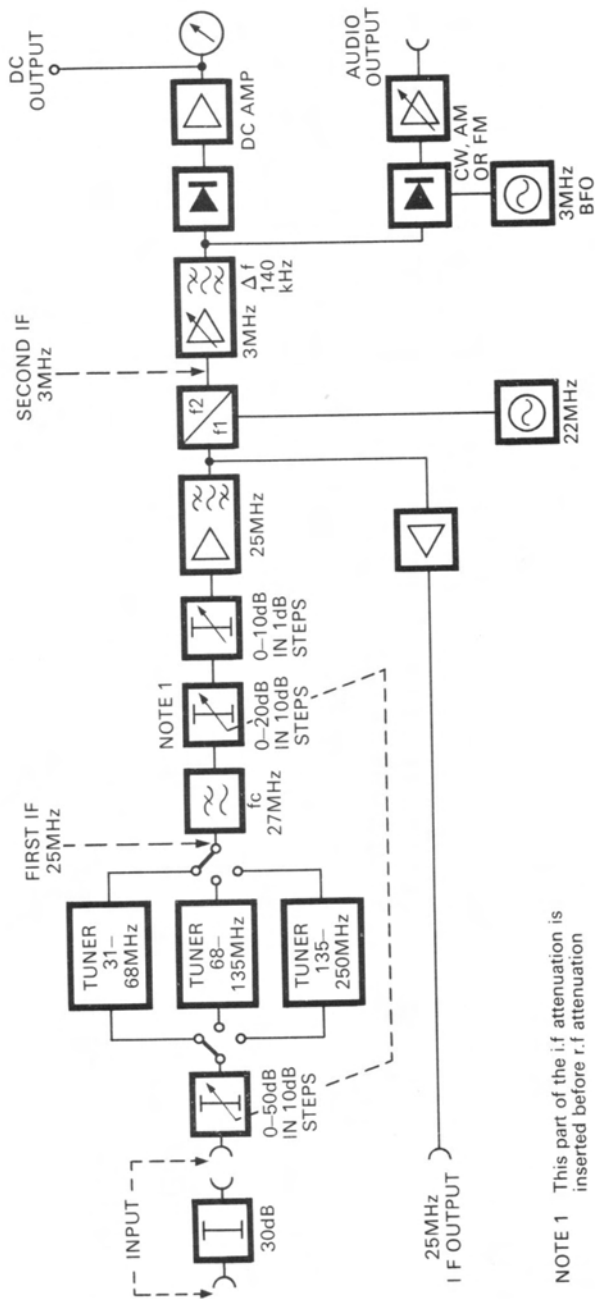 INPUT
30dB
0–50dB
IN 10dB
STEPS
TUNER
31–
68MHz
TUNER
68–
135MHz
TUNER
135–
250MHz
FIRST IF
25MHz
fc
27MHz
NOTE 1
0–20dB
IN 10dB
STEPS
0–10dB
IN 1dB
STEPS
25MHz
f2
f1
22MHz
SECOND IF
3MHz
3MHz
Δf
140
kHz
DC
OUTPUT
DC AMP
AUDIO
OUTPUT
CW, AM
OR FM
3MHz
BFO
25MHz
I F OUTPUT
NOTE 1 This part of the i.f attenuation is
inserted before r.f attenuation